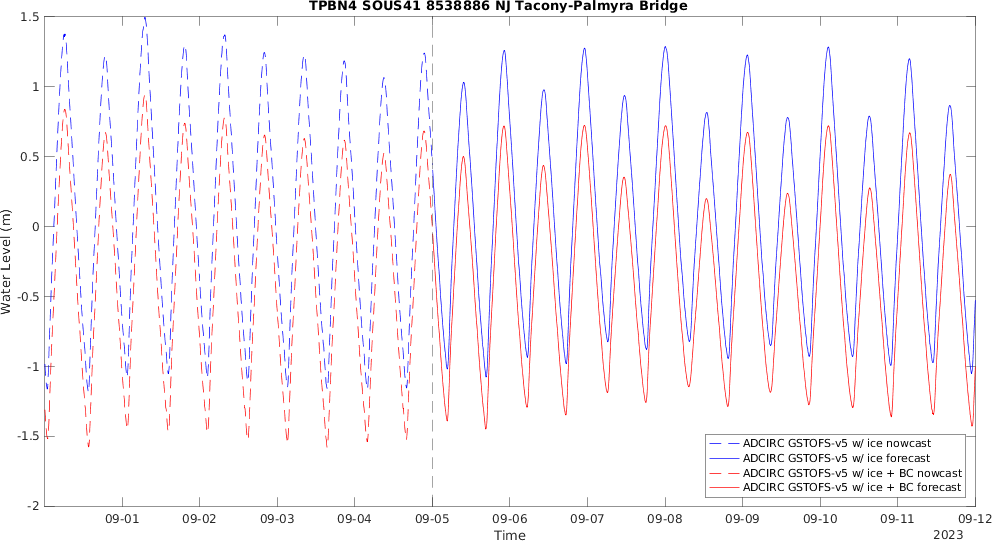 TPBN4 SOUS41 8538886 NJ Tacony-Palmyra Bridge
1.5
1
0.5
0
-0.5
-1
-1.5
-2
Water Level (m)
ADCIRC GSTOFS-v5 w/ ice nowcast
ADCIRC GSTOFS-v5 w/ ice forecast
ADCIRC GSTOFS-v5 w/ ice + BC nowcast
ADCIRC GSTOFS-v5 w/ ice + BC forecast
09-01 09-02 09-03 09-04 09-05 09-06 09-07 09-08 09-09 09-10 09-11 09-12
Time
2023